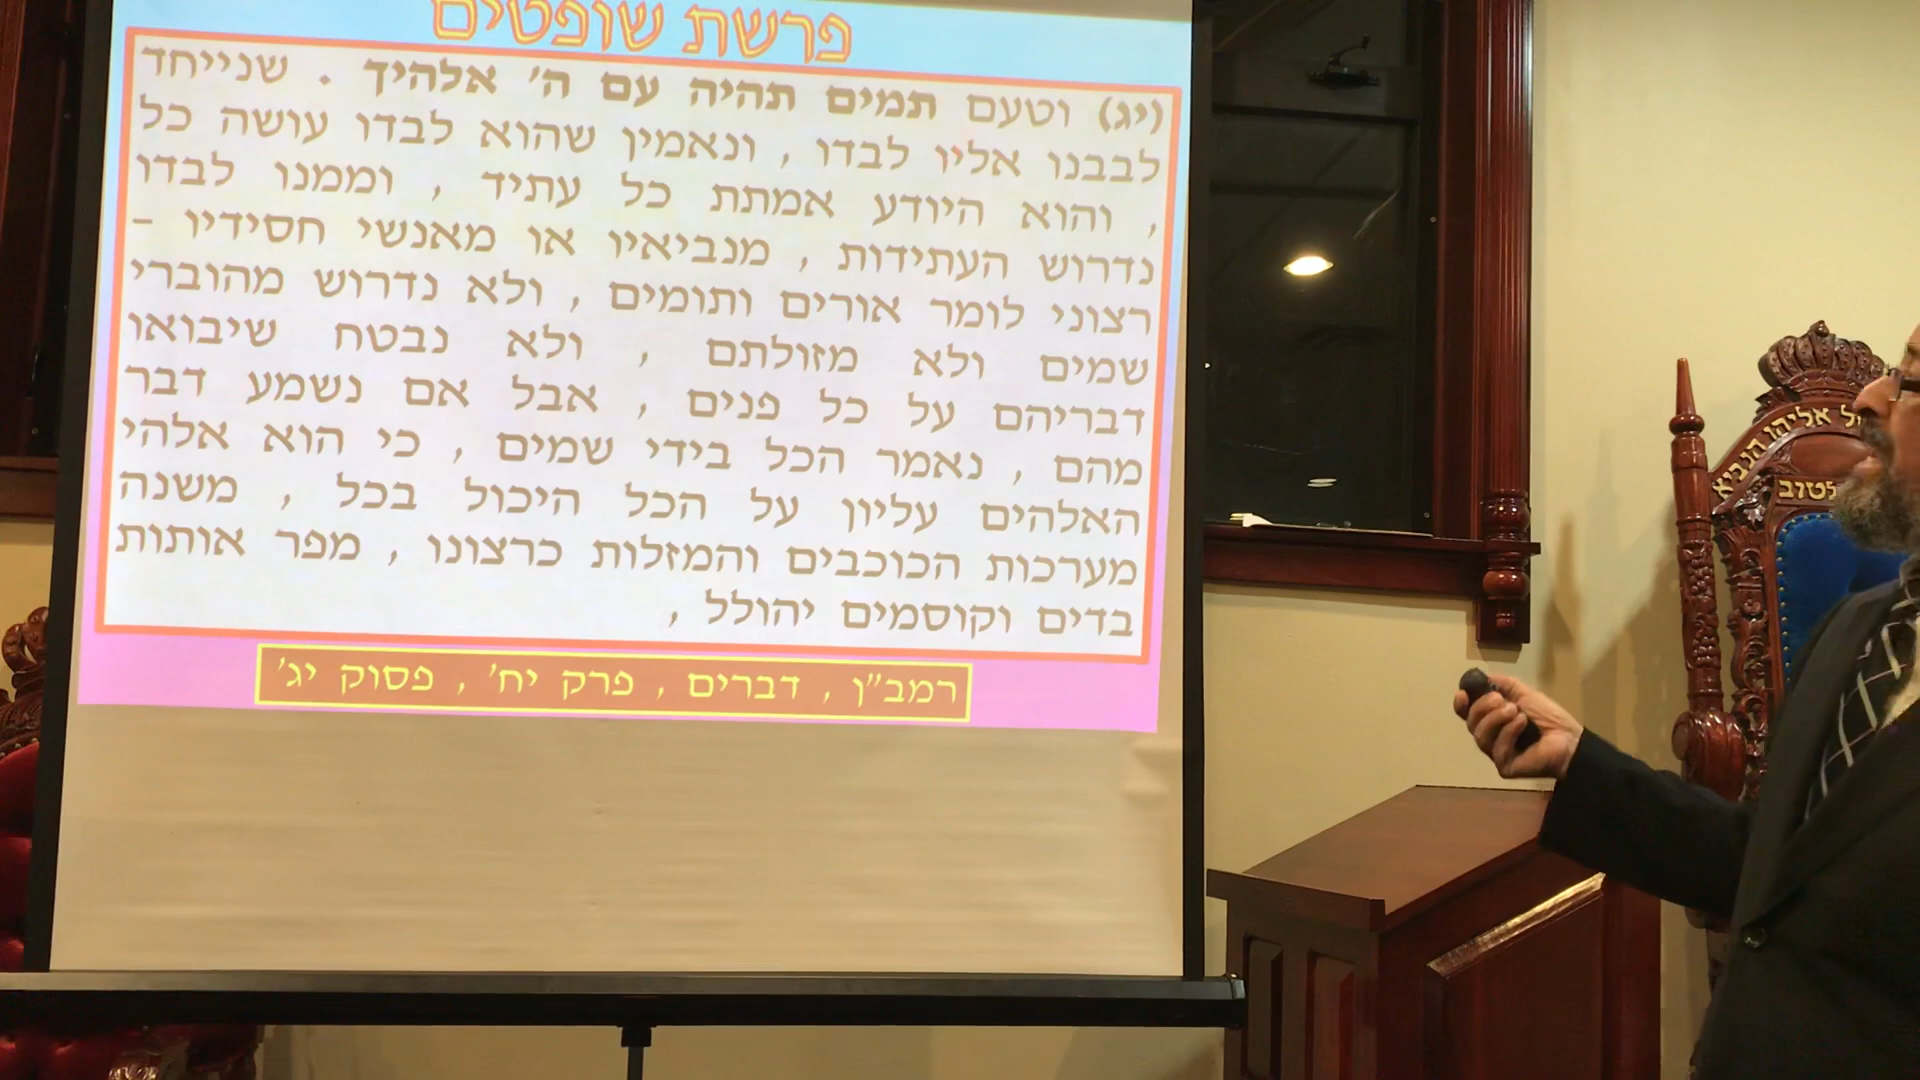 פרשת שופטים
(יג) וטעם תמים תהיה עם ה׳ אלהיך . שנייחד
לבבנו אליו לבדו , ונאמין שהוא לבדו עושה כל
, והוא היודע אמתת כל עתיד , וממנו לבדו
נדרוש העתידות , מנביאיו או מאנשי חסידיו -
רצוני לומר אורים ותומים , ולא נדרוש מהוברי
שמים ולא מזולתם , ולא נבטח שיבואו
דבריהם על כל פנים , אבל אם נשמע דבר
מהם , נאמר הכל בידי שמים , כי הוא אלהי
האלהים עליון על הכל היכול בכל , משנה
מערכות הכוכבים והמזלות כרצונו , מפר אותות
בדים וקוסמים יהולל ,
רמב״ן , דברים , פרק יח׳ , פסוק יג׳
של אליהו הנביא
לטוב